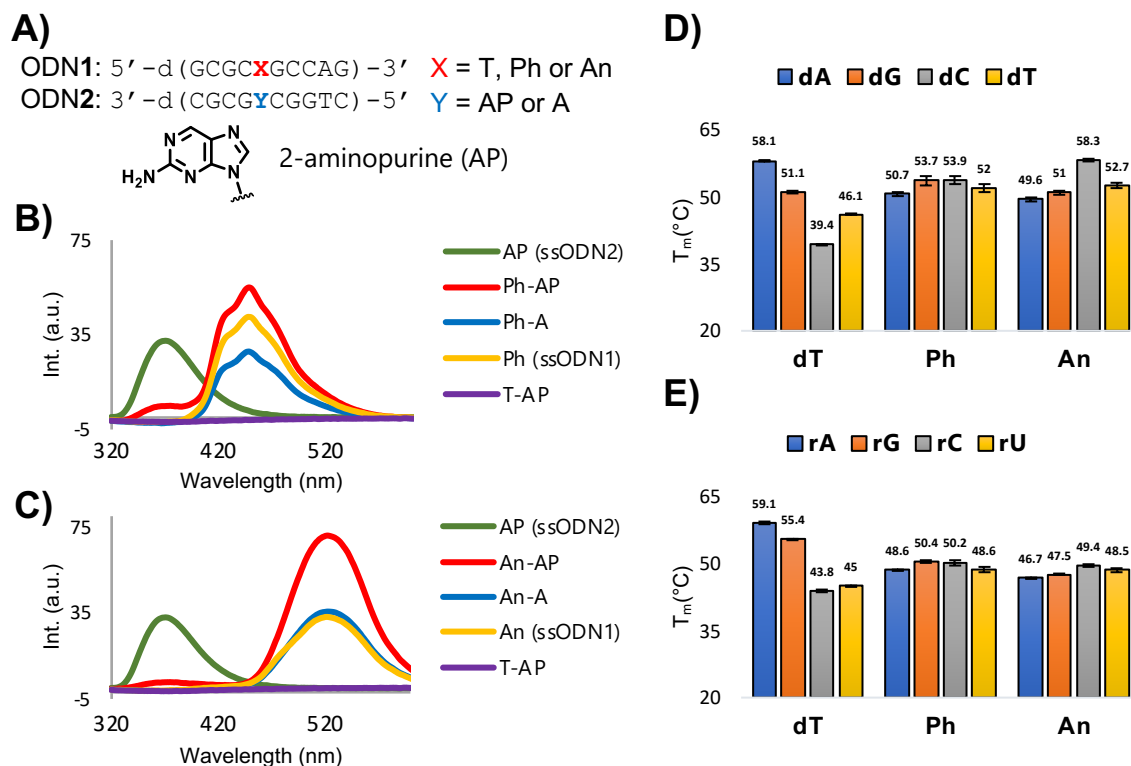 A)
ODN1: 5′-d(GCGCXGCCAG)-3′ X = T, Ph or An
ODN2: 3′-d(CGCGYCGGTC)-5′ Y = AP or A
N
N
N
N
H₂N
2-aminopurine (AP)
B)
75
35
-5
Int. (a.u.)
320 420 520
Wavelength (nm)
AP (ssODN2)
Ph-AP
Ph-A
Ph (ssODN1)
T-AP
C)
75
35
-5
Int. (a.u.)
320 420 520
Wavelength (nm)
AP (ssODN2)
An-AP
An-A
An (ssODN1)
T-AP
D)
dA dG dC dT
65
50
35
20
Tₘ(°C)
58.1 51.1 39.4 46.1 50.7 53.7 53.9 52 49.6 51 58.3 52.7
dT Ph An
E)
rA rG rC rU
65
50
35
20
Tₘ(°C)
59.1 55.4 43.8 45 48.6 50.4 50.2 48.6 46.7 47.5 49.4 48.5
dT Ph An